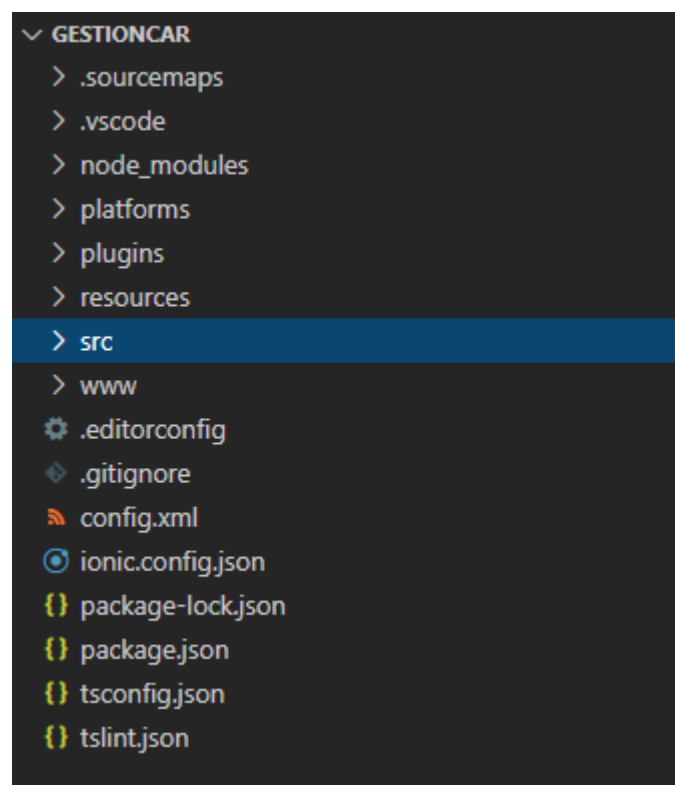 GESTIONCAR
.sourcemaps
.vscode
node_modules
platforms
plugins
resources
src
www
.editorconfig
.gitignore
config.xml
ionic.config.json
package-lock.json
package.json
tsconfig.json
tslint.json